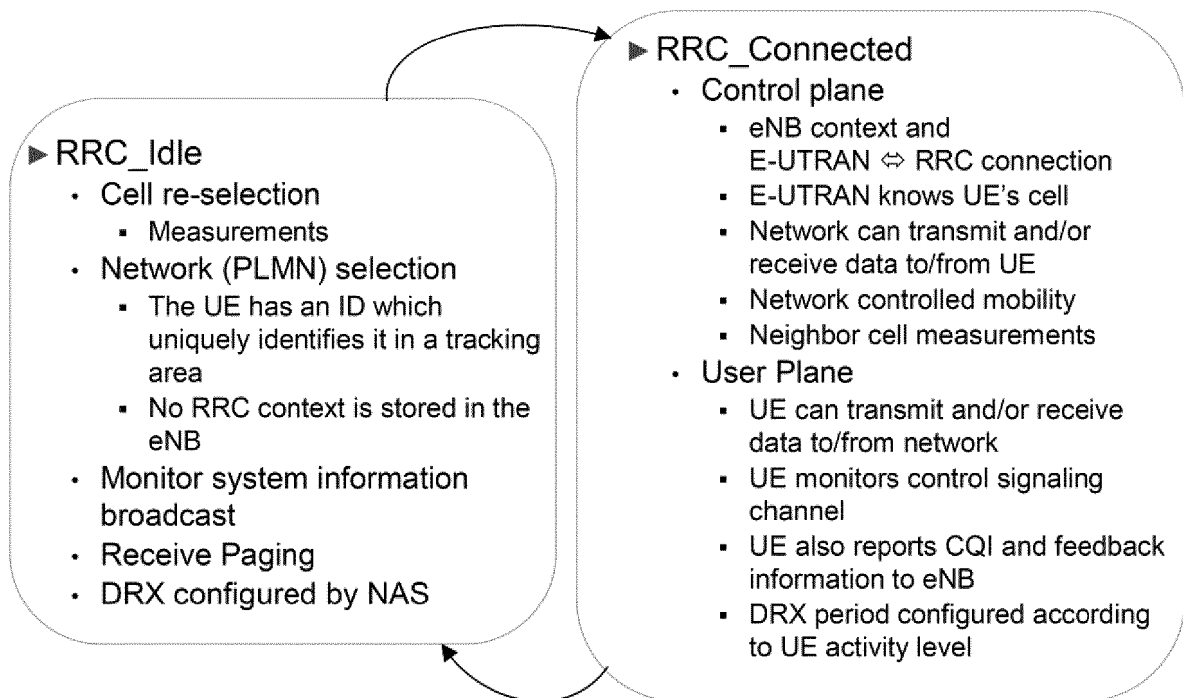 ► RRC_Idle
• Cell re-selection
▪ Measurements
• Network (PLMN) selection
▪ The UE has an ID which
uniquely identifies it in a tracking
area
▪ No RRC context is stored in the
eNB
• Monitor system information
broadcast
• Receive Paging
• DRX configured by NAS
► RRC_Connected
• Control plane
▪ eNB context and
E-UTRAN ⇔ RRC connection
▪ E-UTRAN knows UE's cell
▪ Network can transmit and/or
receive data to/from UE
▪ Network controlled mobility
▪ Neighbor cell measurements
• User Plane
▪ UE can transmit and/or receive
data to/from network
▪ UE monitors control signaling
channel
▪ UE also reports CQI and feedback
information to eNB
▪ DRX period configured according
to UE activity level